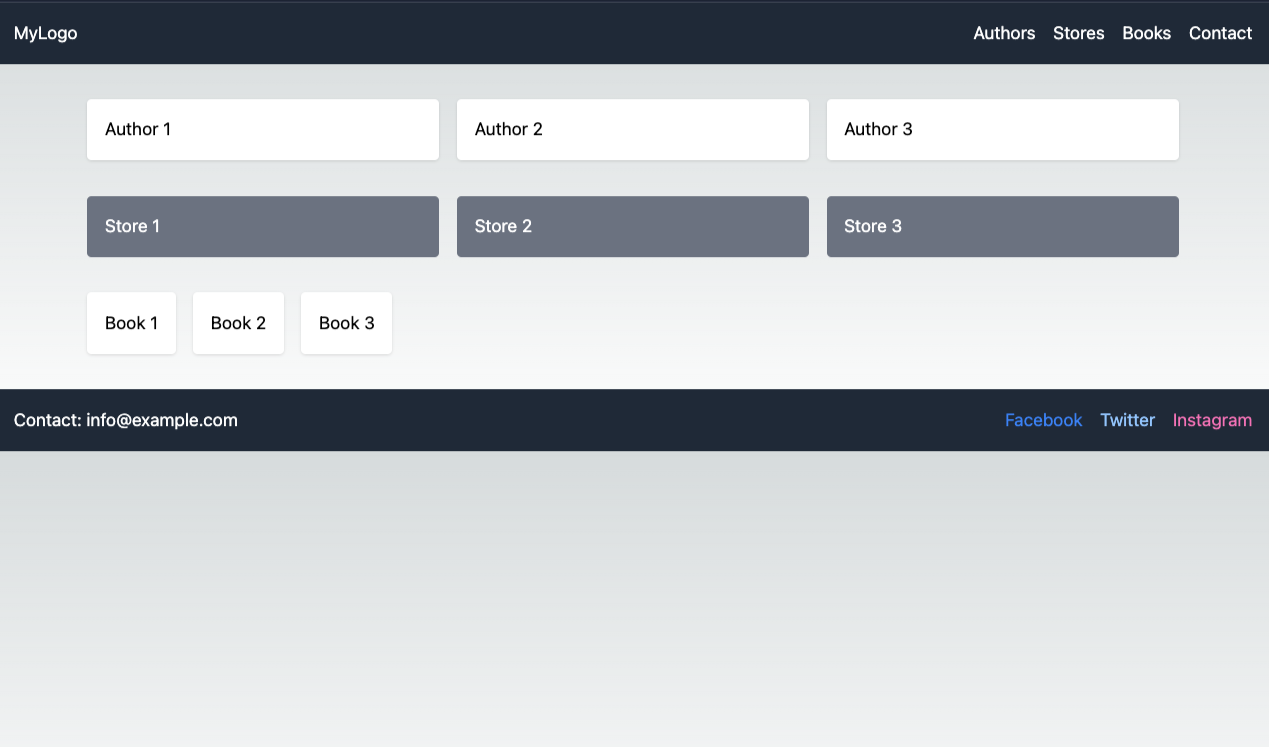 MyLogo Authors Stores Books Contact
Author 1 Author 2 Author 3
Store 1 Store 2 Store 3
Book 1 Book 2 Book 3
Contact: info@example.com Facebook Twitter Instagram